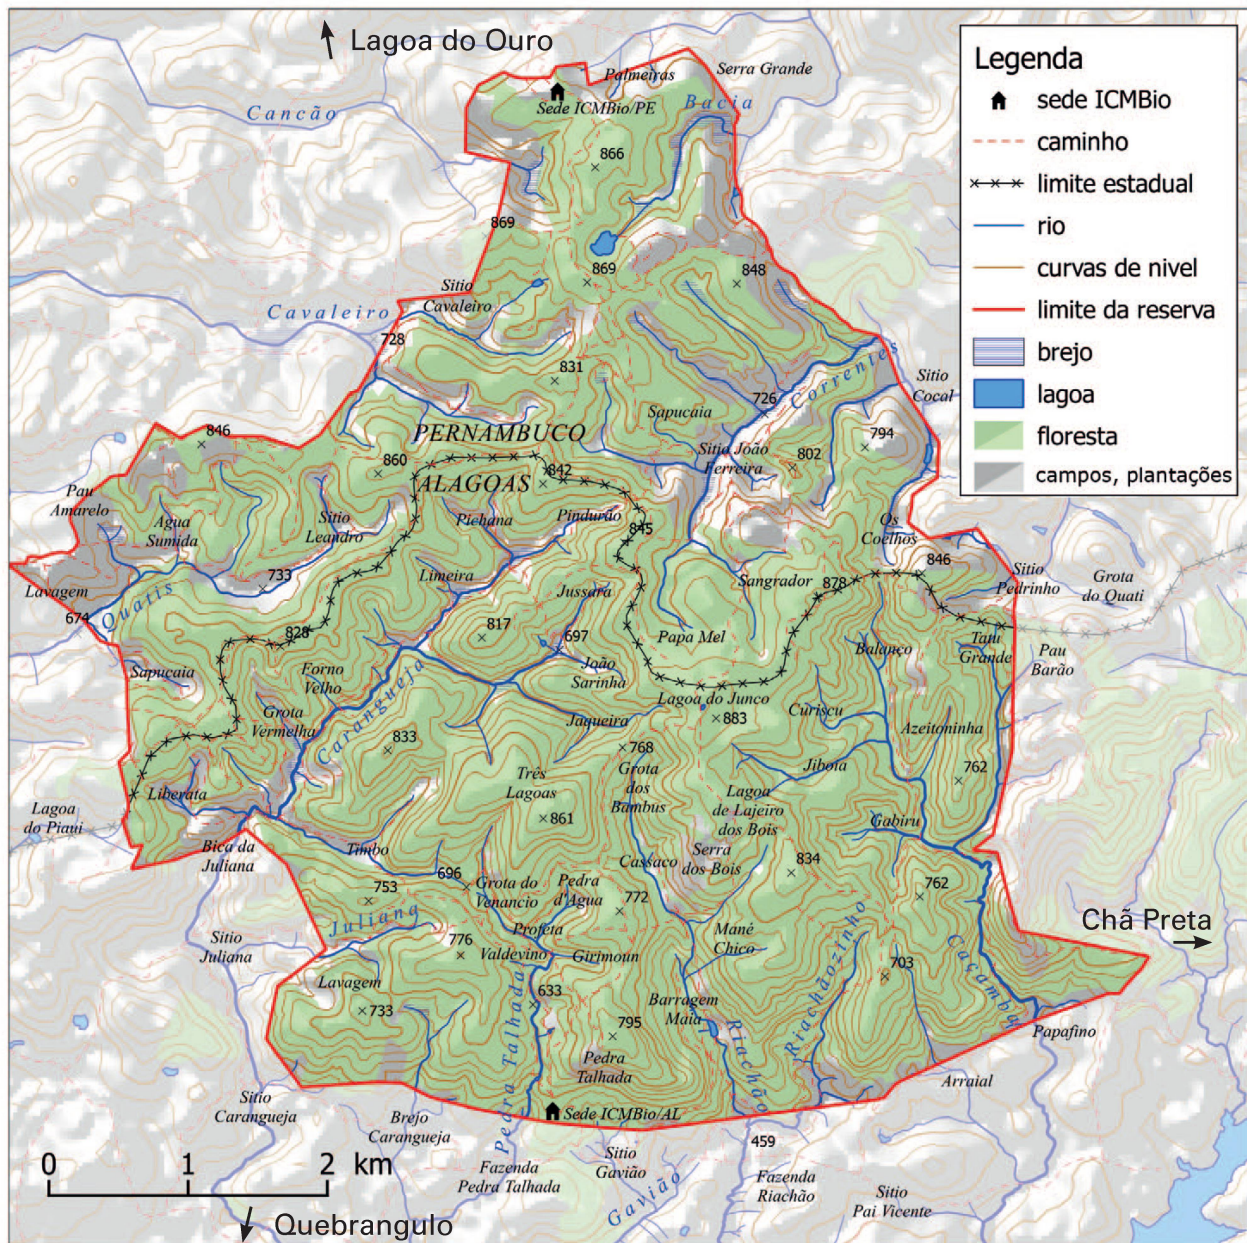 Lagoa do Ouro
Legenda
sede ICMBio
caminho
limite estadual
rio
curvas de nivel
limite da reserva
brejo
lagoa
floresta
campos, plantações
Palmeiras
Serra Grande
Sede ICMBio/PE
Bacia
Cancão
866
869
869
848
Sitio
Cavaleiro
Cavaleiro
728
831
726
Correntes
Sitio
Cocal
Sapucaia
846
PERNAMBUCO
860
842
ALAGOAS
Sitio João
Ferreira
802
794
Pau
Amarelo
Agua
Sumida
Sitio
Leandro
Pichana
Pindurão
845
Os
Coelhos
846
Sitio
Pedrinho
Grota
do Quati
Lavagem
733
Limeira
Jussara
Sangrador
878
674
Quatis
828
817
697
Papa Mel
Balanço
Tatu
Grande
Pau
Barão
Sapucaia
Forno
Velho
João
Sarinha
Lagoa do Junco
Grota
Vermelha
Carangueja
Jaqueira
883
Curiscu
Azeitoninha
833
768
Grota
dos
Bambus
Jiboia
762
Três
Lagoas
Lagoa
de Lajeiro
dos Bois
Liberata
861
Gabiru
Lagoa
do Piaui
Bica da
Juliana
Timbo
Cassaco
Serra
dos Bois
834
696
Grota do
Venancio
Pedra
d'Agua
753
772
762
Juliana
Profeta
Mané
Chico
Riachãozinho
Chã Preta
Sitio
Juliana
776
Valdevino
Girimoun
Caçamba
Lavagem
703
633
Barragem
Maia
733
795
Papafino
Pedra Talhada
Pedra
Talhada
Riachão
Arraial
Sitio
Carangueja
Brejo
Carangueja
Sede ICMBio/AL
459
Sitio
Gavião
0 1 2 km
Fazenda
Pedra Talhada
Gavião
Fazenda
Riachão
Sitio
Pai Vicente
Quebrangulo